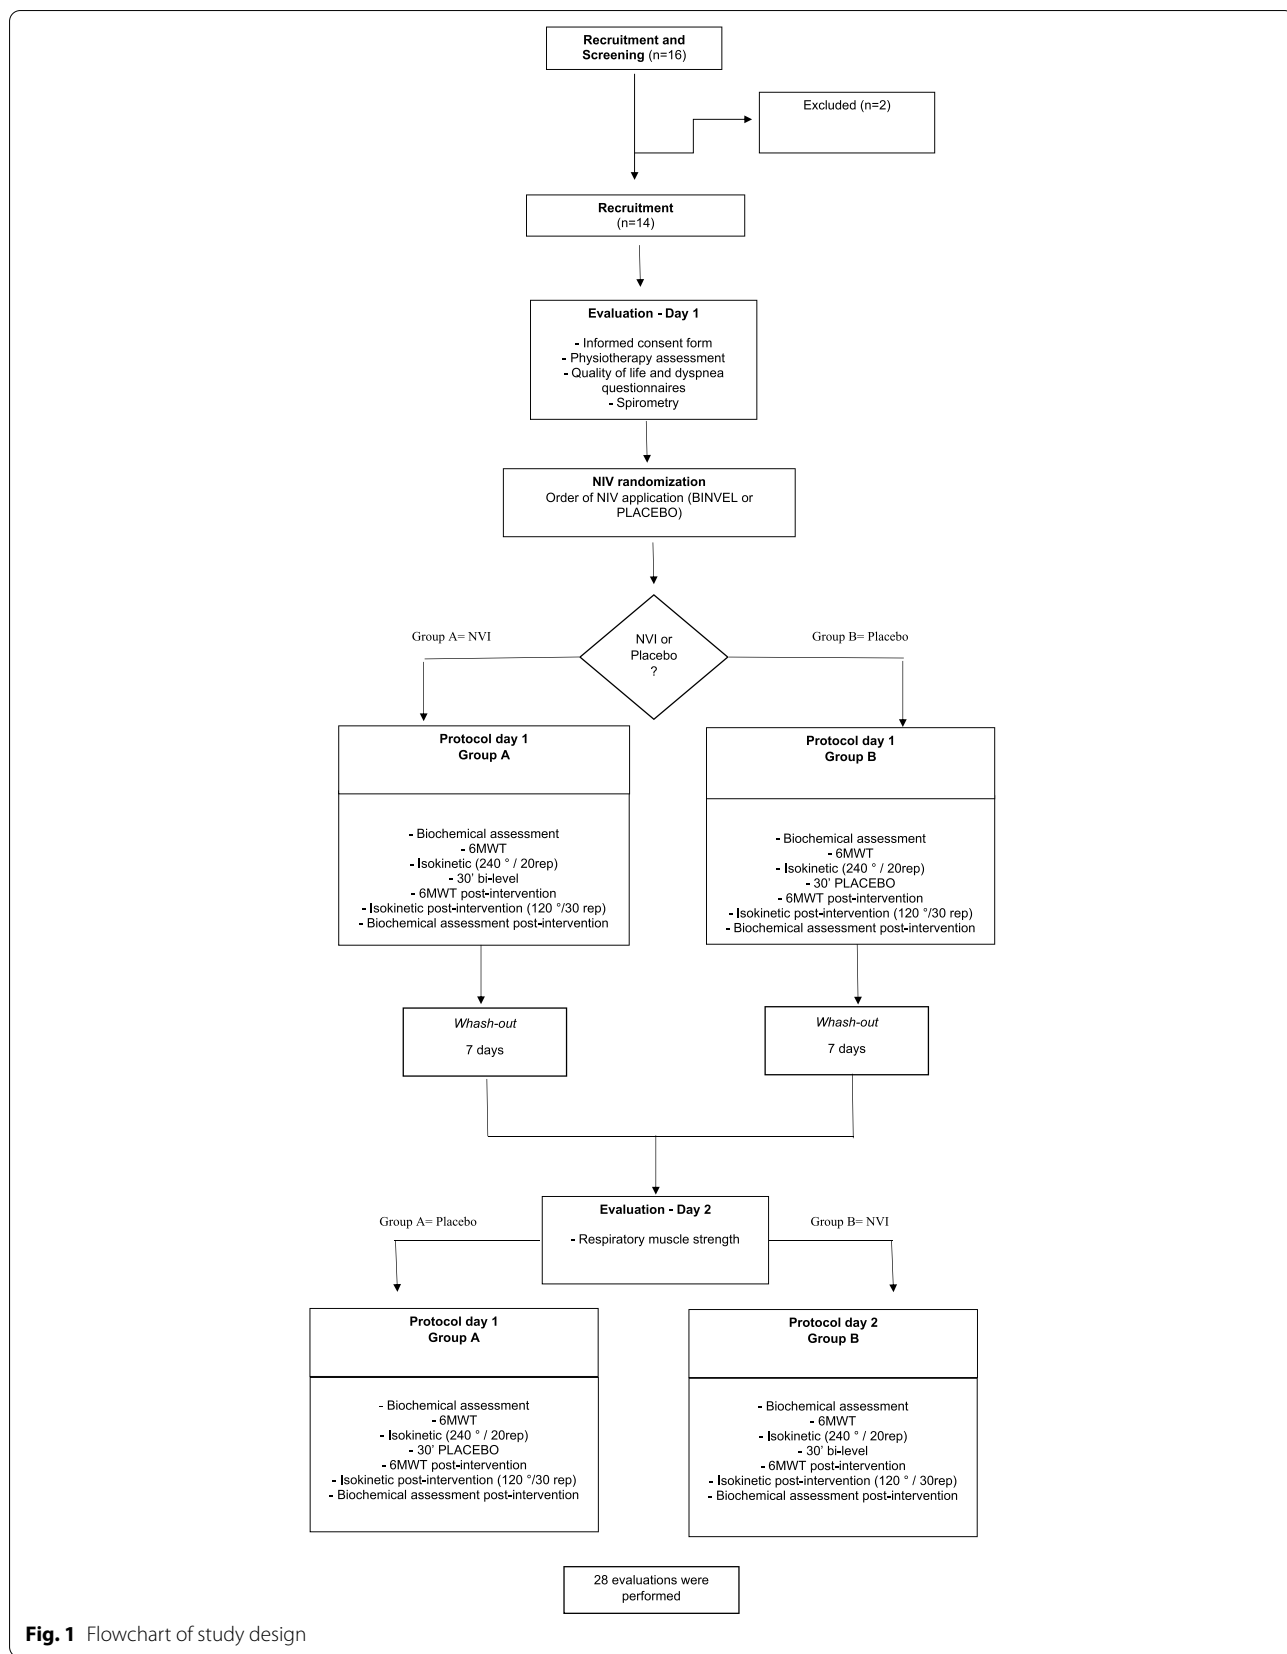 Recruitment and
Screening (n=16)
Excluded (n=2)
Recruitment
(n=14)
Evaluation - Day 1
- Informed consent form
- Physiotherapy assessment
- Quality of life and dyspnea
questionnaires
- Spirometry
NIV randomization
Order of NIV application (BINVEL or
PLACEBO)
Group A= NVI
NVI or
Placebo
?
Group B= Placebo
Protocol day 1
Group A
- Biochemical assessment
- 6MWT
- Isokinetic (240 ° / 20rep)
- 30' bi-level
- 6MWT post-intervention
- Isokinetic post-intervention (120 °/30 rep)
- Biochemical assessment post-intervention
Protocol day 1
Group B
- Biochemical assessment
- 6MWT
- Isokinetic (240 ° / 20rep)
- 30' PLACEBO
- 6MWT post-intervention
- Isokinetic post-intervention (120 °/30 rep)
- Biochemical assessment post-intervention
Whash-out
7 days
Whash-out
7 days
Evaluation - Day 2
- Respiratory muscle strength
Group A= Placebo
Group B= NVI
Protocol day 1
Group A
- Biochemical assessment
- 6MWT
- Isokinetic (240 ° / 20rep)
- 30' PLACEBO
- 6MWT post-intervention
- Isokinetic post-intervention (120 °/30 rep)
- Biochemical assessment post-intervention
Protocol day 2
Group B
- Biochemical assessment
- 6MWT
- Isokinetic (240 ° / 20rep)
- 30' bi-level
- 6MWT post-intervention
- Isokinetic post-intervention (120 ° / 30rep)
- Biochemical assessment post-intervention
28 evaluations were
performed
Fig. 1 Flowchart of study design